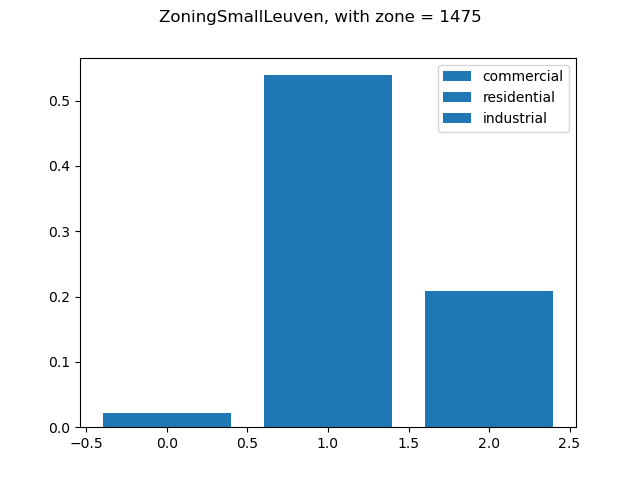 ZoningSmallLeuven, with zone = 1475
commercial
residential
industrial
0.5
0.4
0.3
0.2
0.1
0.0
−0.5 0.0 0.5 1.0 1.5 2.0 2.5